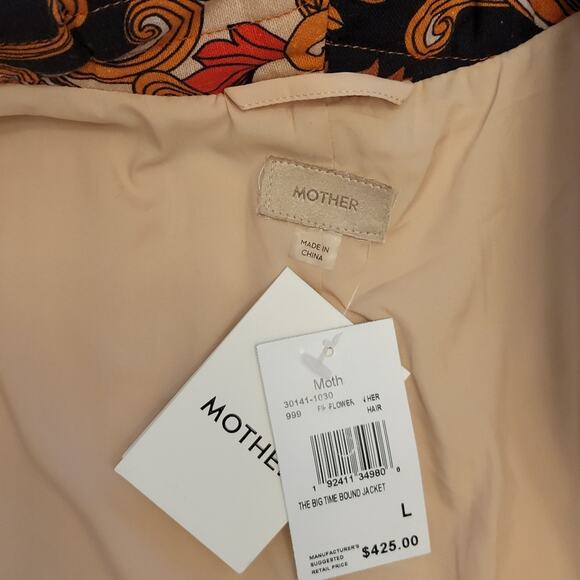 MOTHER
MADE IN
CHINA
MOTHE
Moth
30141-1030
999 FLOWER HER
HAIR
1 92411 34980 6
THE BIG TIME BOUND JACKET
L
MANUFACTURER'S
SUGGESTED
RETAIL PRICE
$425.00